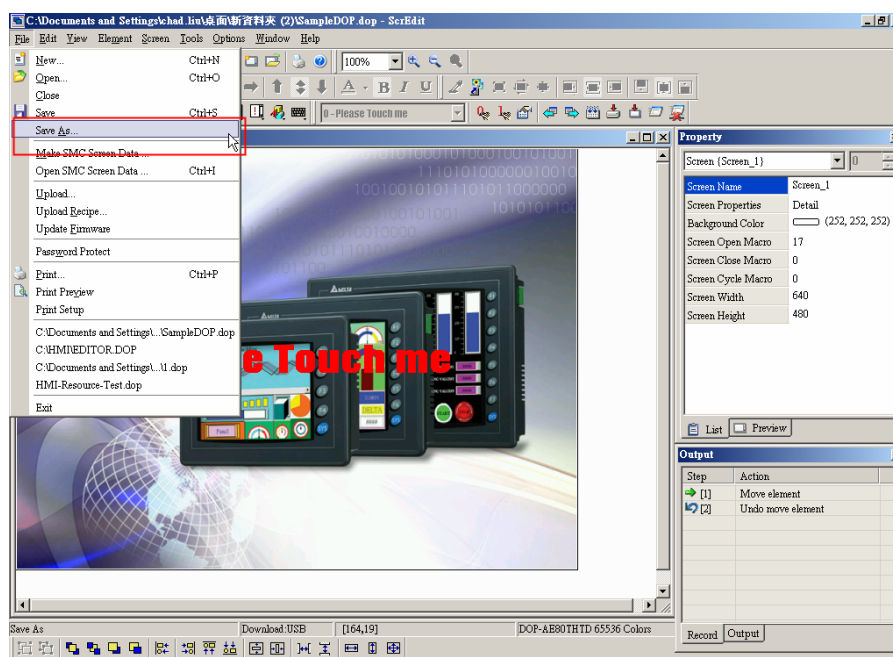 C:\Documents and Settings\chad.liu\桌面\新資料夾 (2)\SampleDOP.dop - ScrEdit
File Edit View Element Screen Tools Options Window Help
New... Ctrl+N
Open... Ctrl+O
Close
Save Ctrl+S
Save As...
Make SMC Screen Data ...
Open SMC Screen Data ... Ctrl+I
Upload...
Upload Recipe...
Update Firmware
Password Protect
Print... Ctrl+P
Print Preview
Print Setup
C:\Documents and Settings\...\SampleDOP.dop
C:\HMI\EDITOR.DOP
C:\Documents and Settings\...\1.dop
HMI-Resource-Test.dop
Exit
100%
A B I U Z
0 - Please Touch me
e Touch me
DELTA
Property
Screen {Screen_1} 0
Screen Name Screen_1
Screen Properties Detail
Background Color (252, 252, 252)
Screen Open Macro 17
Screen Close Macro 0
Screen Cycle Macro 0
Screen Width 640
Screen Height 480
List Preview
Output
Step Action
[1] Move element
[2] Undo move element
Record Output
Save As Download:USB [164,19] DOP-AE80THTD 65536 Colors